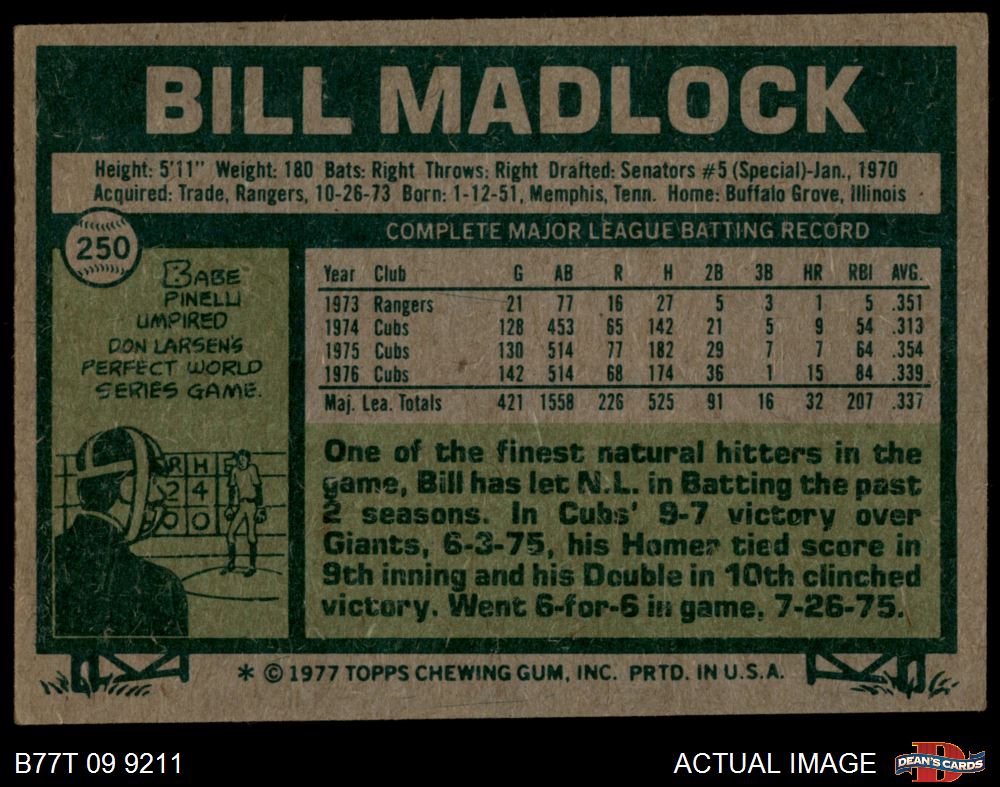 BILL MADLOCK
Height: 5'11" Weight: 180 Bats: Right Throws: Right Drafted: Senators #5 (Special)-Jan., 1970
Acquired: Trade, Rangers, 10-26-73 Born: 1-12-51, Memphis, Tenn. Home: Buffalo Grove, Illinois
250
BABE
PINELLI
UMPIRED
DON LARSEN'S
PERFECT WORLD
SERIES GAME.
R H E
2 4
0 0
COMPLETE MAJOR LEAGUE BATTING RECORD
Year Club G AB R H 2B 3B HR RBI AVG.
1973 Rangers 21 77 16 27 5 3 1 5 .351
1974 Cubs 128 453 65 142 21 5 9 54 .313
1975 Cubs 130 514 77 182 29 7 7 64 .354
1976 Cubs 142 514 68 174 36 1 15 84 .339
Maj. Lea. Totals 421 1558 226 525 91 16 32 207 .337
One of the finest natural hitters in the
game, Bill has let N.L. in Batting the past
2 seasons. In Cubs' 9-7 victory over
Giants, 6-3-75, his Homer tied score in
9th inning and his Double in 10th clinched
victory. Went 6-for-6 in game, 7-26-75.
* © 1977 TOPPS CHEWING GUM, INC. PRTD. IN U.S.A.
B77T 09 9211
ACTUAL IMAGE
DEAN'S CARDS